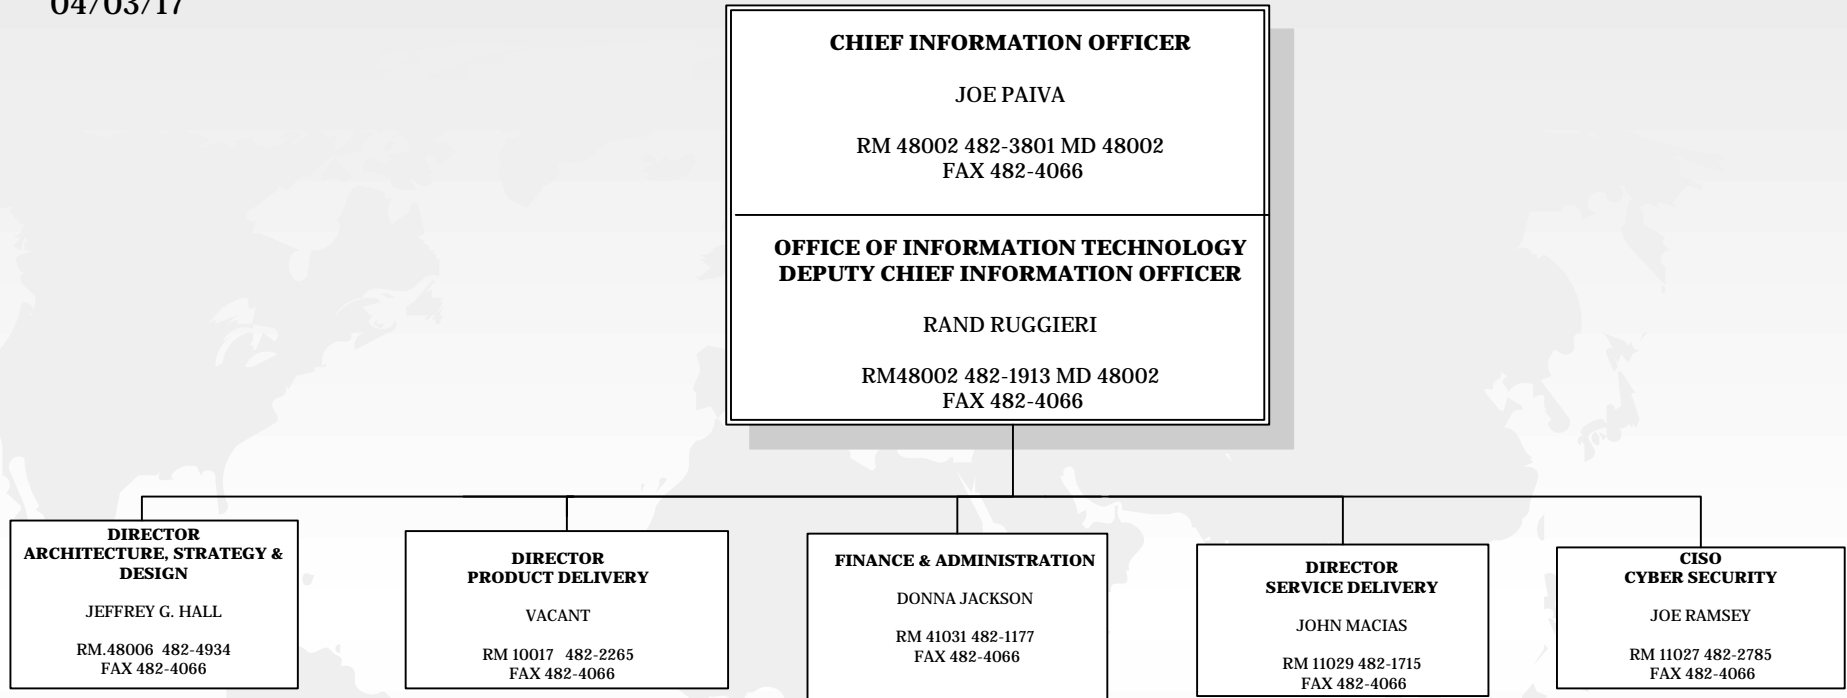 04/03/17
CHIEF INFORMATION OFFICER
JOE PAIVA
RM 48002 482-3801 MD 48002
FAX 482-4066
OFFICE OF INFORMATION TECHNOLOGY
DEPUTY CHIEF INFORMATION OFFICER
RAND RUGGIERI
RM48002 482-1913 MD 48002
FAX 482-4066
DIRECTOR
ARCHITECTURE, STRATEGY &
DESIGN
JEFFREY G. HALL
RM.48006 482-4934
FAX 482-4066
DIRECTOR
PRODUCT DELIVERY
VACANT
RM 10017 482-2265
FAX 482-4066
FINANCE & ADMINISTRATION
DONNA JACKSON
RM 41031 482-1177
FAX 482-4066
DIRECTOR
SERVICE DELIVERY
JOHN MACIAS
RM 11029 482-1715
FAX 482-4066
CISO
CYBER SECURITY
JOE RAMSEY
RM 11027 482-2785
FAX 482-4066